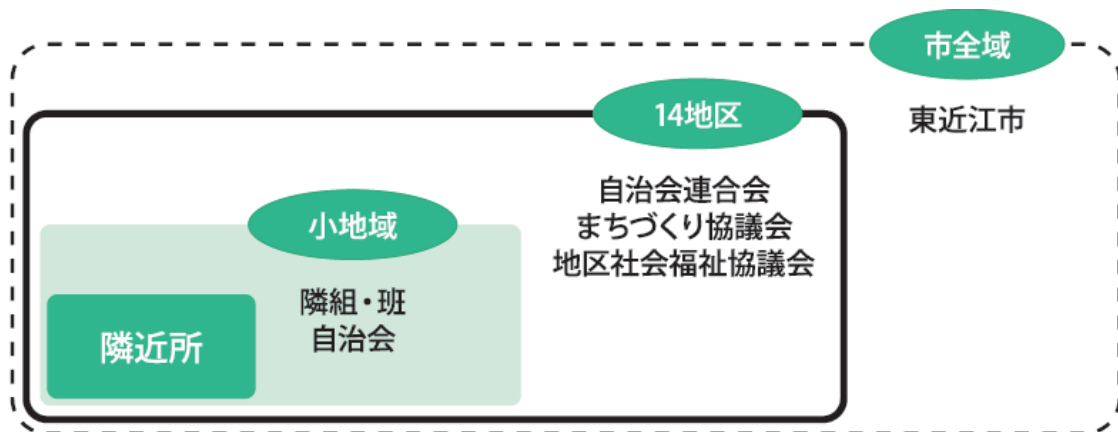 市全域
東近江市
14地区
自治会連合会
まちづくり協議会
地区社会福祉協議会
小地域
隣組・班
自治会
隣近所